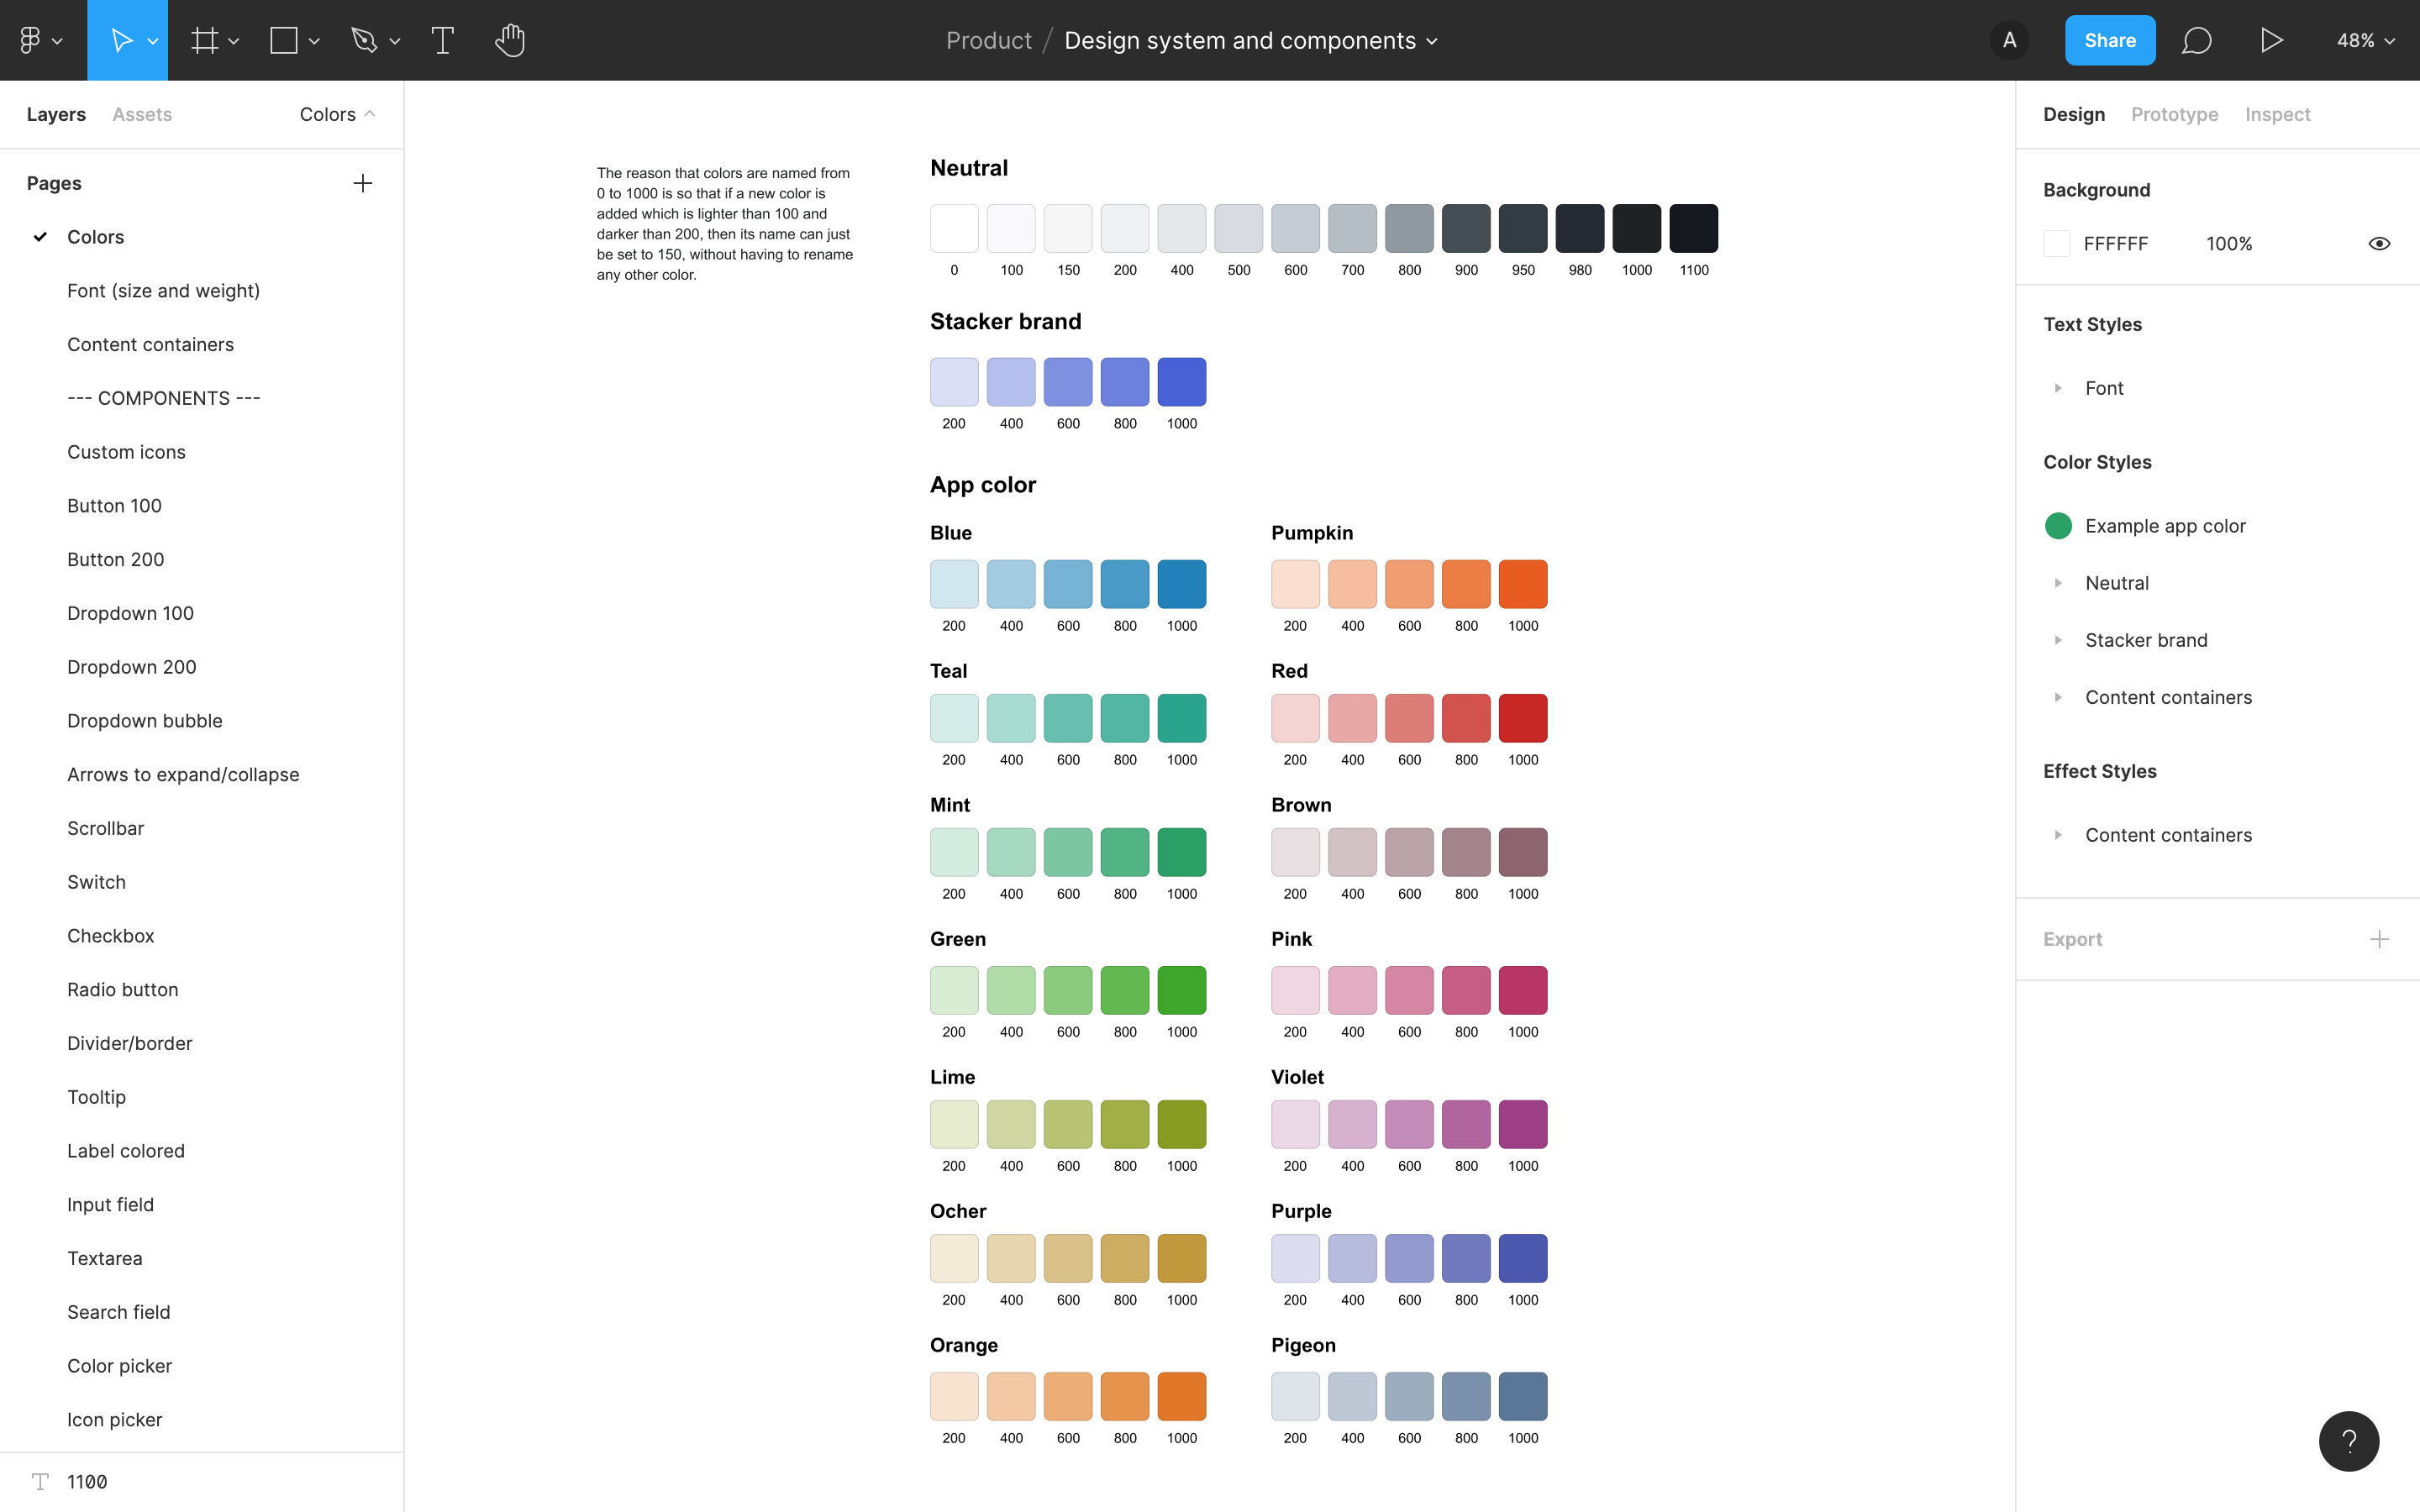 Product / Design system and components
A
Share
48%
Layers
Assets
Colors
Pages
Colors
Font (size and weight)
Content containers
--- COMPONENTS ---
Custom icons
Button 100
Button 200
Dropdown 100
Dropdown 200
Dropdown bubble
Arrows to expand/collapse
Scrollbar
Switch
Checkbox
Radio button
Divider/border
Tooltip
Label colored
Input field
Textarea
Search field
Color picker
Icon picker
1100
The reason that colors are named from
0 to 1000 is so that if a new color is
added which is lighter than 100 and
darker than 200, then its name can just
be set to 150, without having to rename
any other color.
Neutral
0 100 150 200 400 500 600 700 800 900 950 980 1000 1100
Stacker brand
200 400 600 800 1000
App color
Blue
200 400 600 800 1000
Pumpkin
200 400 600 800 1000
Teal
200 400 600 800 1000
Red
200 400 600 800 1000
Mint
200 400 600 800 1000
Brown
200 400 600 800 1000
Green
200 400 600 800 1000
Pink
200 400 600 800 1000
Lime
200 400 600 800 1000
Violet
200 400 600 800 1000
Ocher
200 400 600 800 1000
Purple
200 400 600 800 1000
Orange
200 400 600 800 1000
Pigeon
200 400 600 800 1000
Design
Prototype
Inspect
Background
FFFFFF 100%
Text Styles
Font
Color Styles
Example app color
Neutral
Stacker brand
Content containers
Effect Styles
Content containers
Export
?